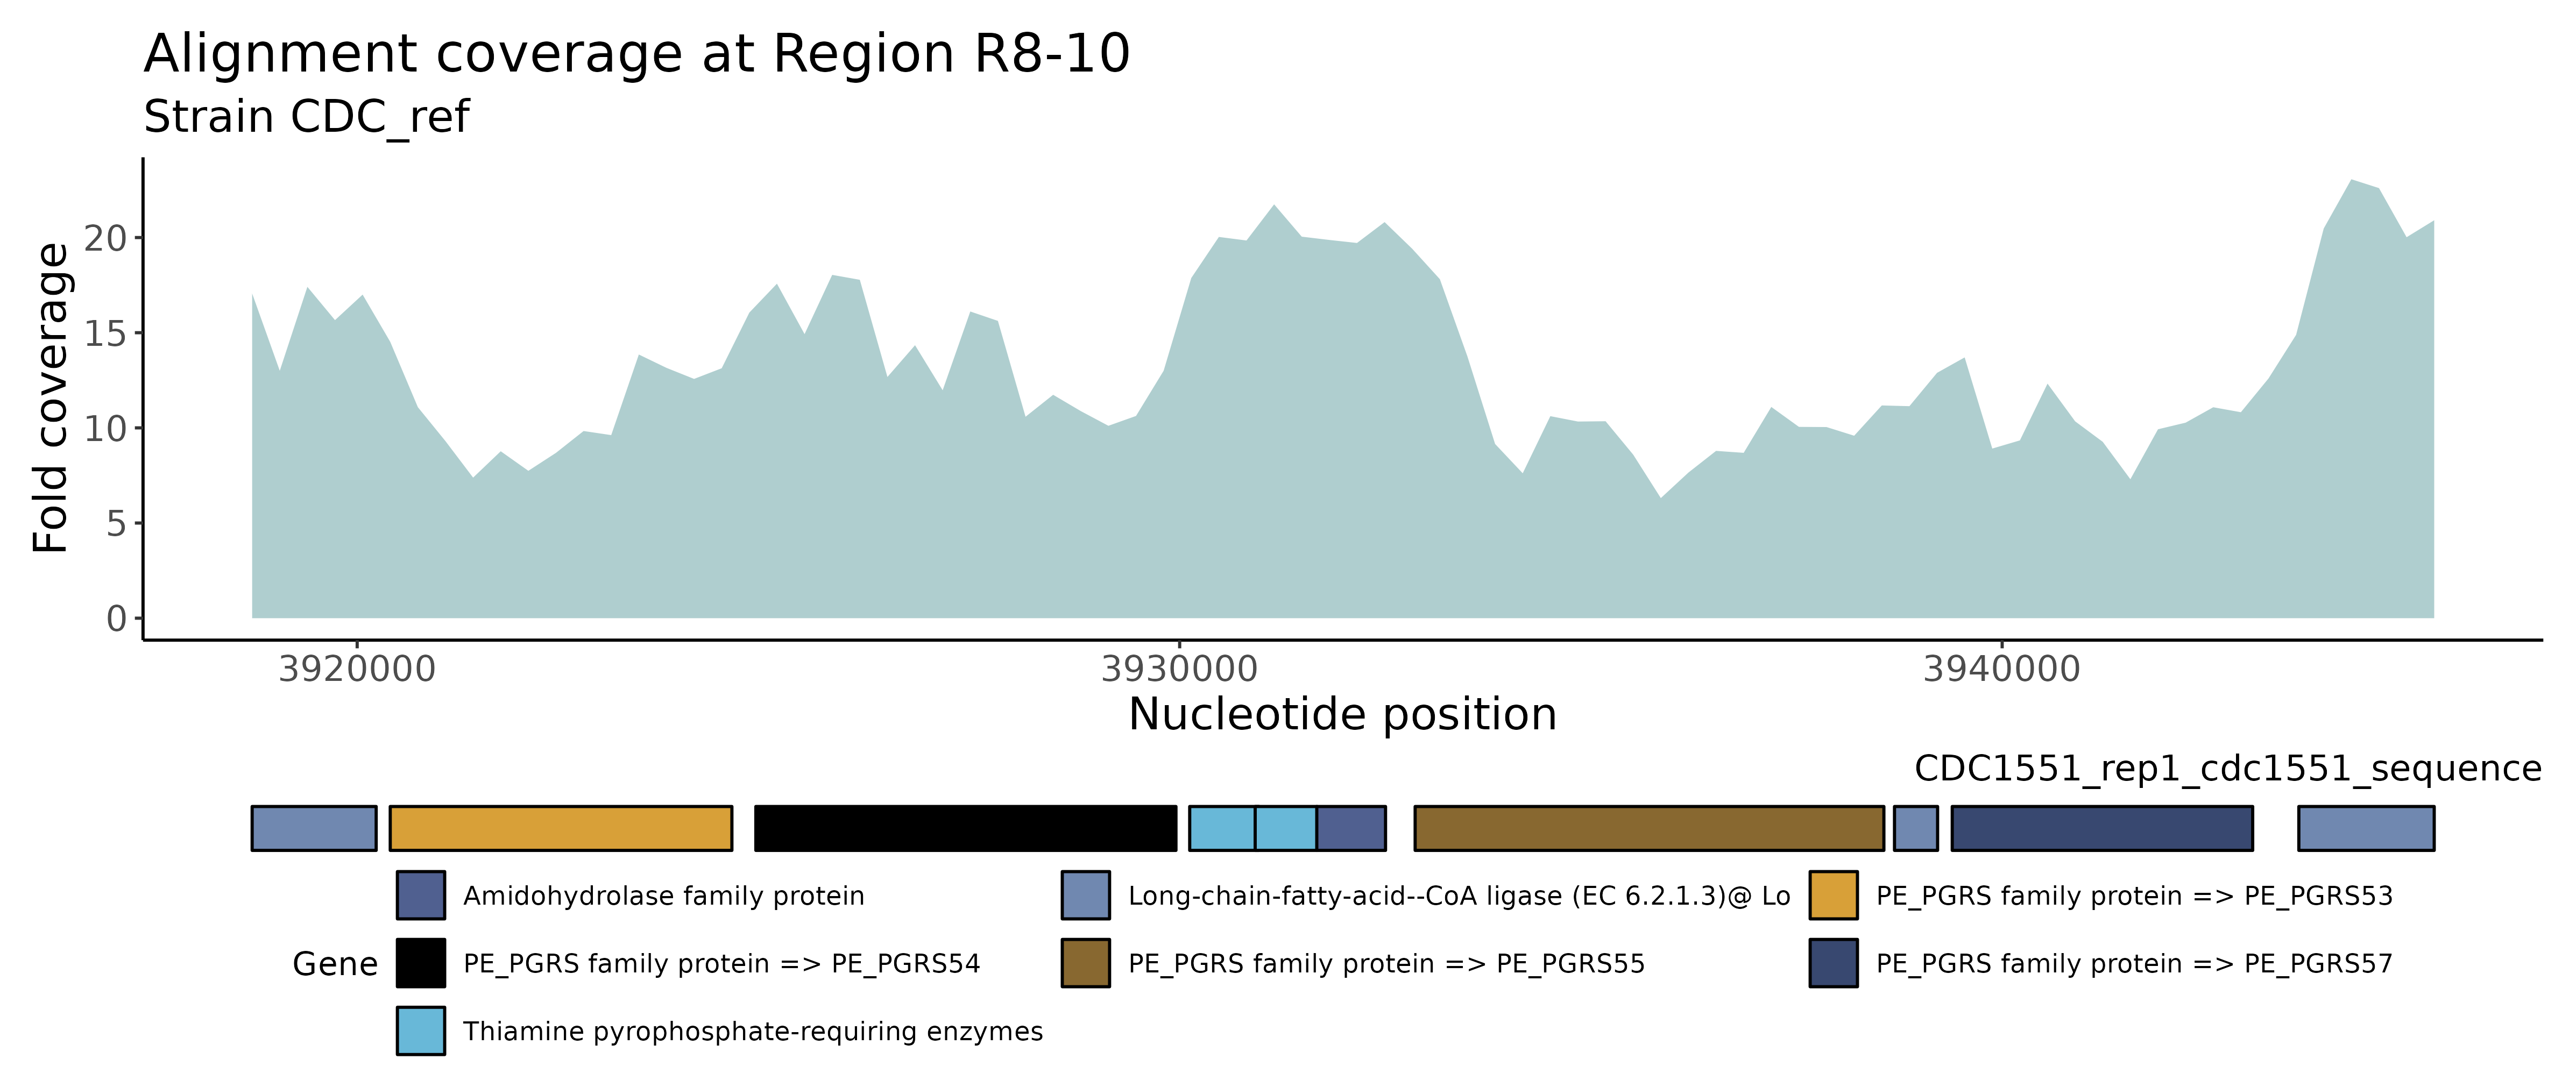 Alignment coverage at Region R8-10
Strain CDC_ref
Fold coverage
20
15
10
5
0
3920000 3930000 3940000
Nucleotide position
CDC1551_rep1_cdc1551_sequence
Gene
Amidohydrolase family protein
Long-chain-fatty-acid--CoA ligase (EC 6.2.1.3)@ Lo
PE_PGRS family protein => PE_PGRS53
PE_PGRS family protein => PE_PGRS54
PE_PGRS family protein => PE_PGRS55
PE_PGRS family protein => PE_PGRS57
Thiamine pyrophosphate-requiring enzymes